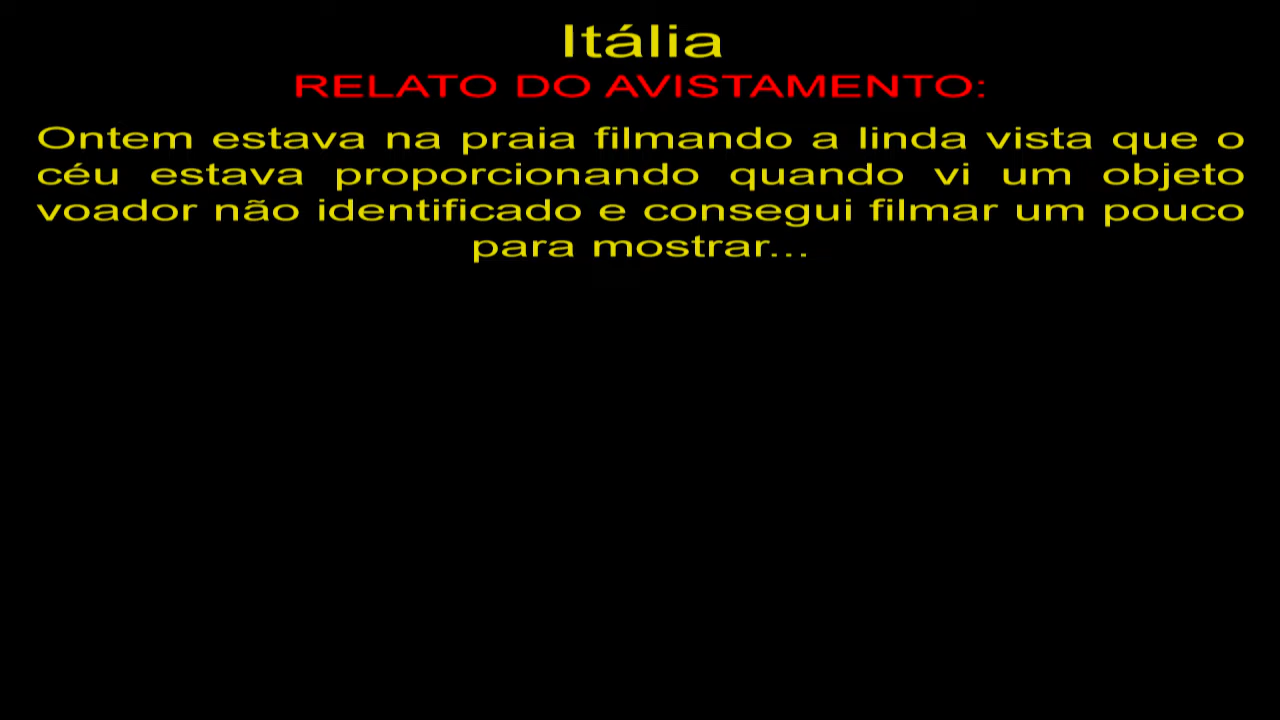 Itália
RELATO DO AVISTAMENTO:
Ontem estava na praia filmando a linda vista que o
céu estava proporcionando quando vi um objeto
voador não identificado e consegui filmar um pouco
para mostrar...